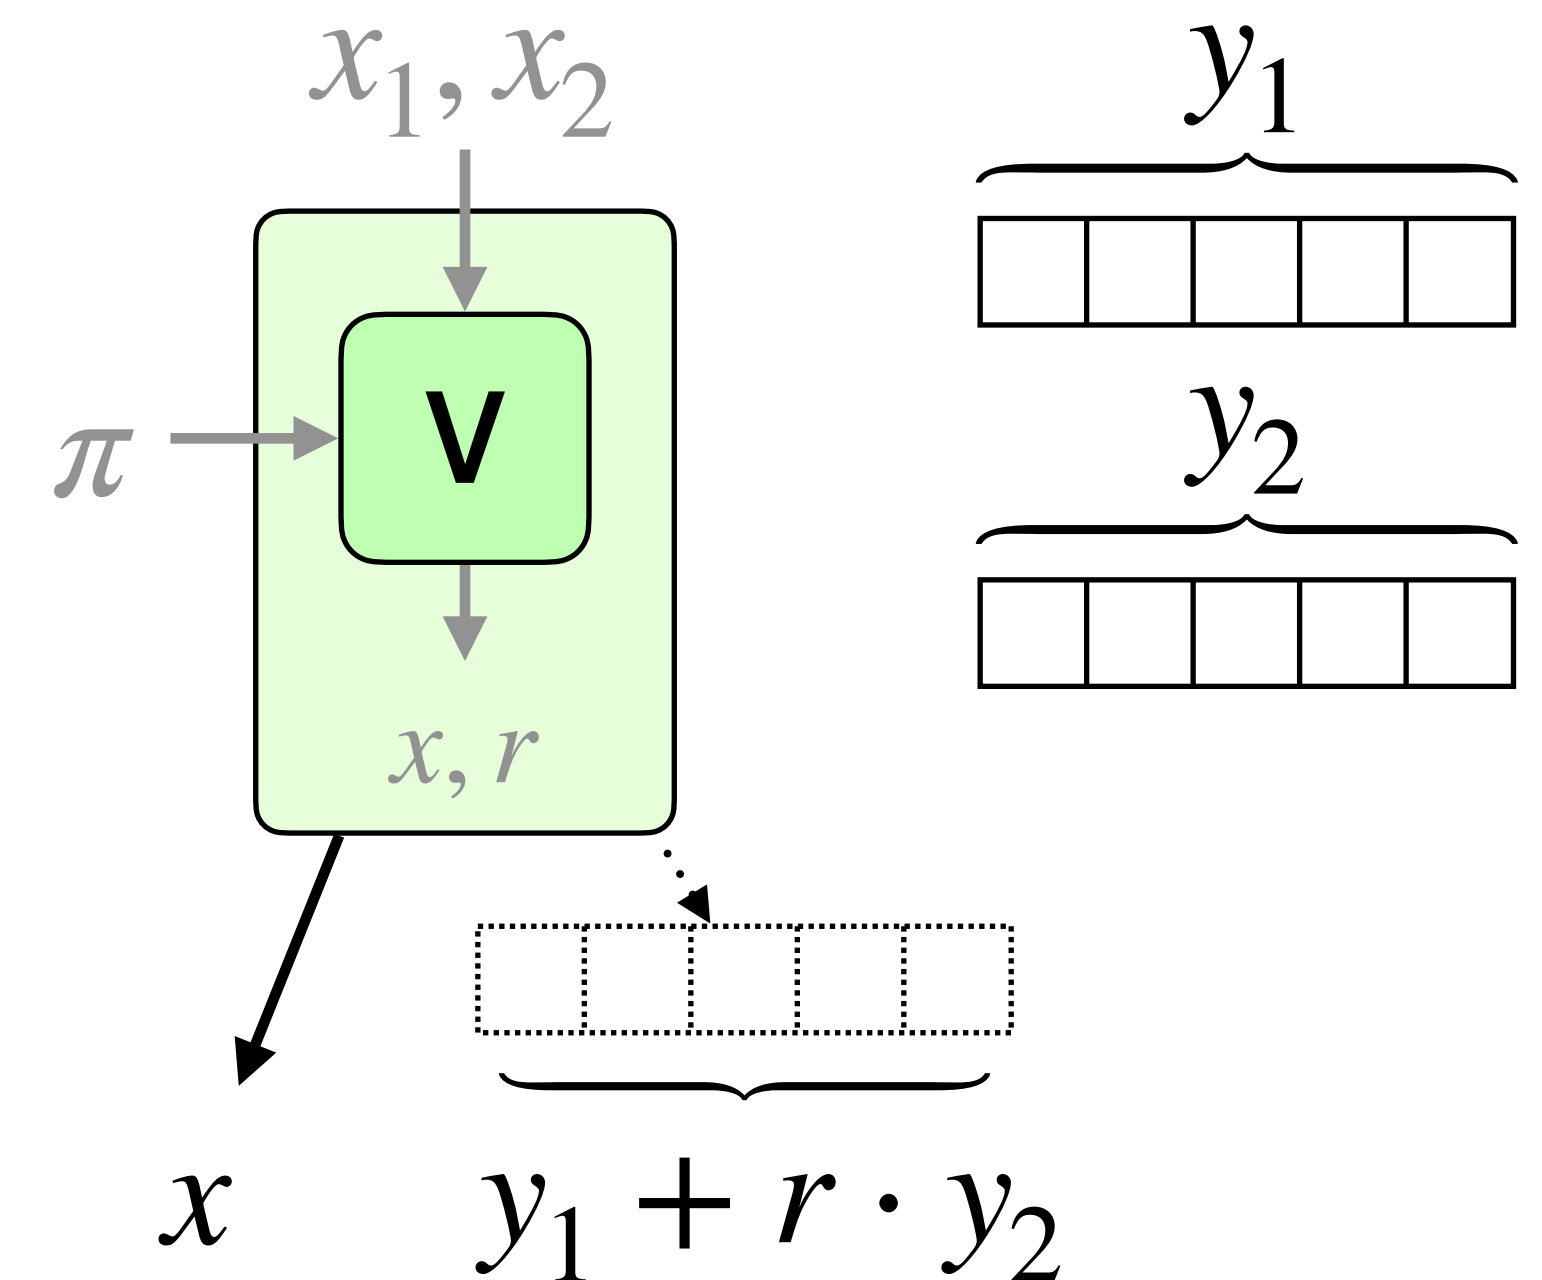 x₁, x₂
y₁
π
V
y₂
x, r
x
y₁ + r · y₂